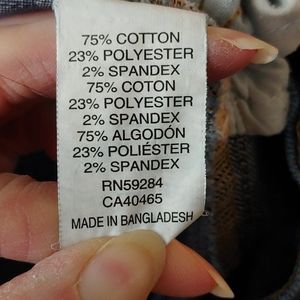 75% COTTON
23% POLYESTER
2% SPANDEX
75% COTON
23% POLYESTER
2% SPANDEX
75% ALGODÓN
23% POLIÉSTER
2% SPANDEX
RN59284
CA40465
MADE IN BANGLADESH